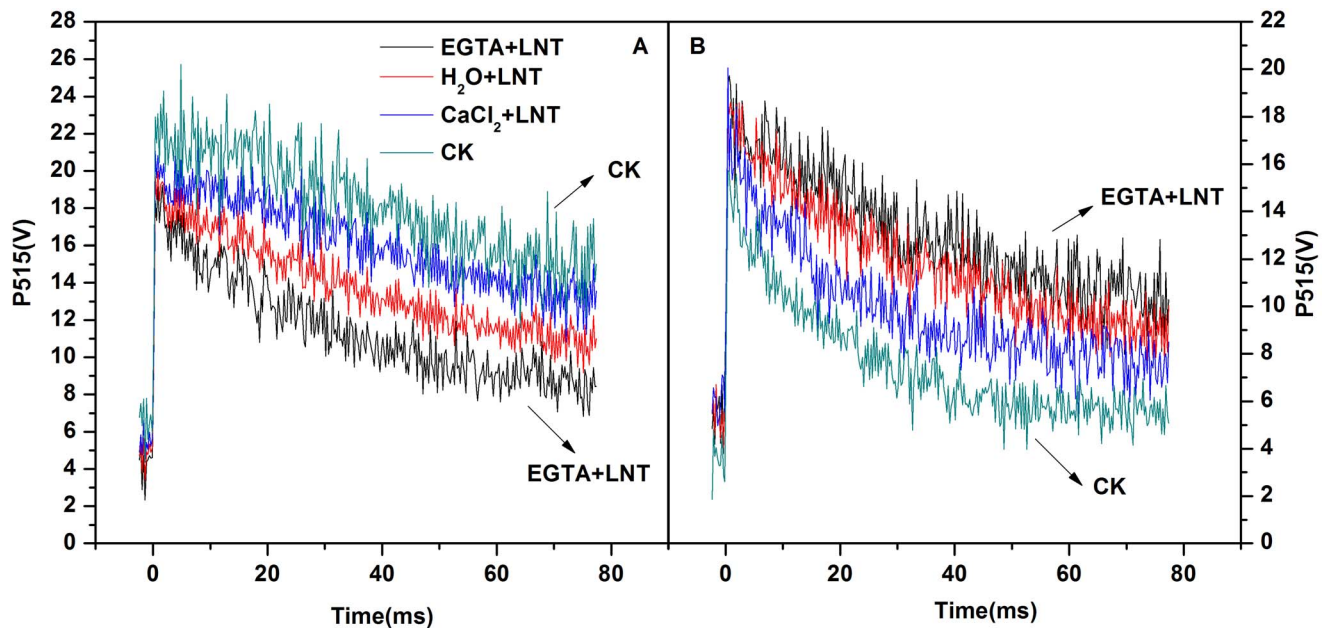 28
26
24
22
20
18
16
14
12
10
8
6
4
2
0
P515(V)
EGTA+LNT
H₂O+LNT
CaCl₂+LNT
CK
A
CK
EGTA+LNT
0 20 40 60 80
Time(ms)
B
EGTA+LNT
CK
0 20 40 60 80
Time(ms)
22
20
18
16
14
12
10
8
6
4
2
0
P515(V)